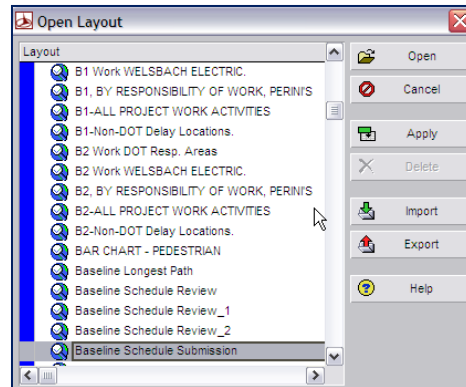 Open Layout
Layout
B1 Work WELSBACH ELECTRIC.
B1, BY RESPONSIBILITY OF WORK, PERINI'S
B1-ALL PROJECT WORK ACTIVITIES
B1-Non-DOT Delay Locations.
B2 Work DOT Resp. Areas
B2 Work WELSBACH ELECTRIC.
B2, BY RESPONSIBILITY OF WORK, PERINI'S
B2-ALL PROJECT WORK ACTIVITIES
B2-Non-DOT Delay Locations.
BAR CHART - PEDESTRIAN
Baseline Longest Path
Baseline Schedule Review
Baseline Schedule Review_1
Baseline Schedule Review_2
Baseline Schedule Submission
Open
Cancel
Apply
Delete
Import
Export
Help